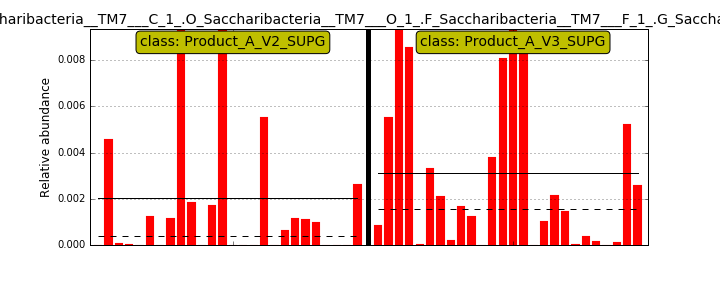 haribacteria__TM7___C_1_.O_Saccharibacteria__TM7___O_1_.F_Saccharibacteria__TM7___F_1_.G_Sacch
class: Product_A_V2_SUPG
class: Product_A_V3_SUPG
0.008
0.006
0.004
0.002
0.000
Relative abundance